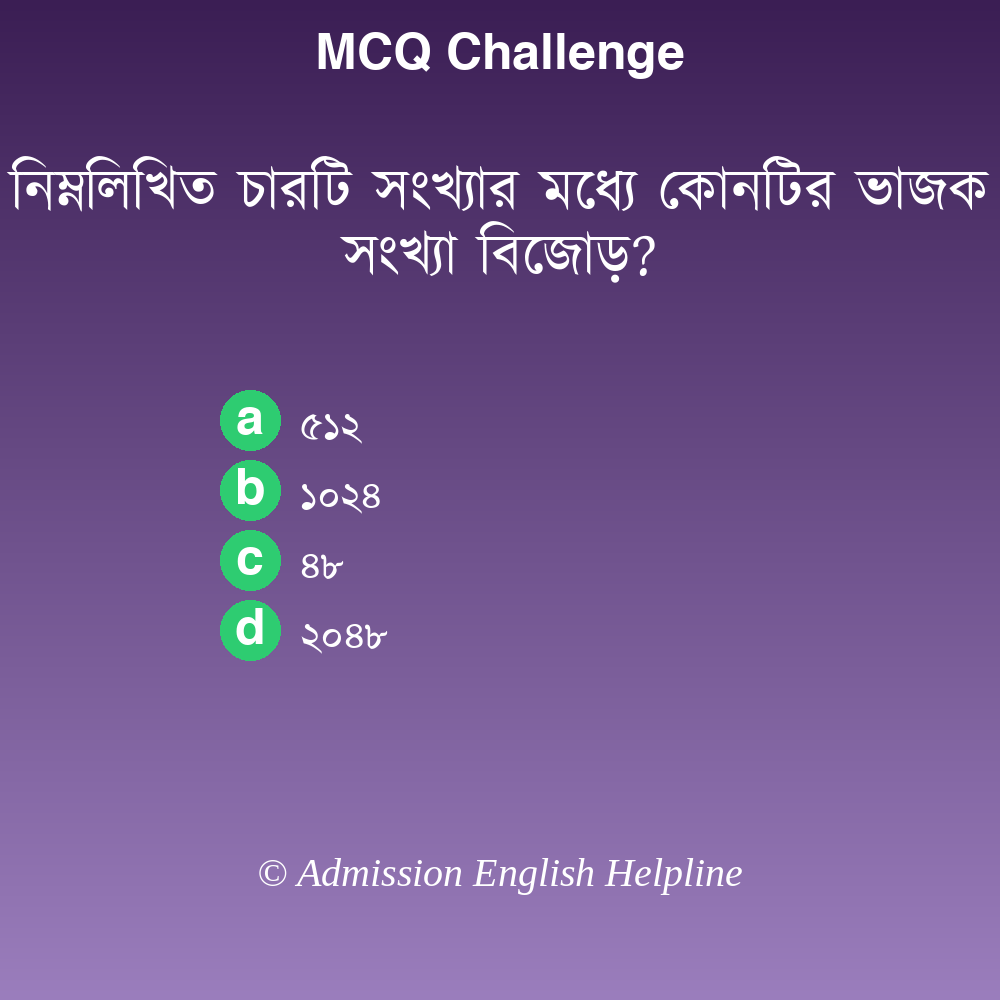 MCQ Challenge
নিম্নলিখিত চারটি সংখ্যার মধ্যে কোনটির ভাজক
সংখ্যা বিজোড়?
a ৫১২
b ১০২৪
c ৪৮
d ২০৪৮
© Admission English Helpline